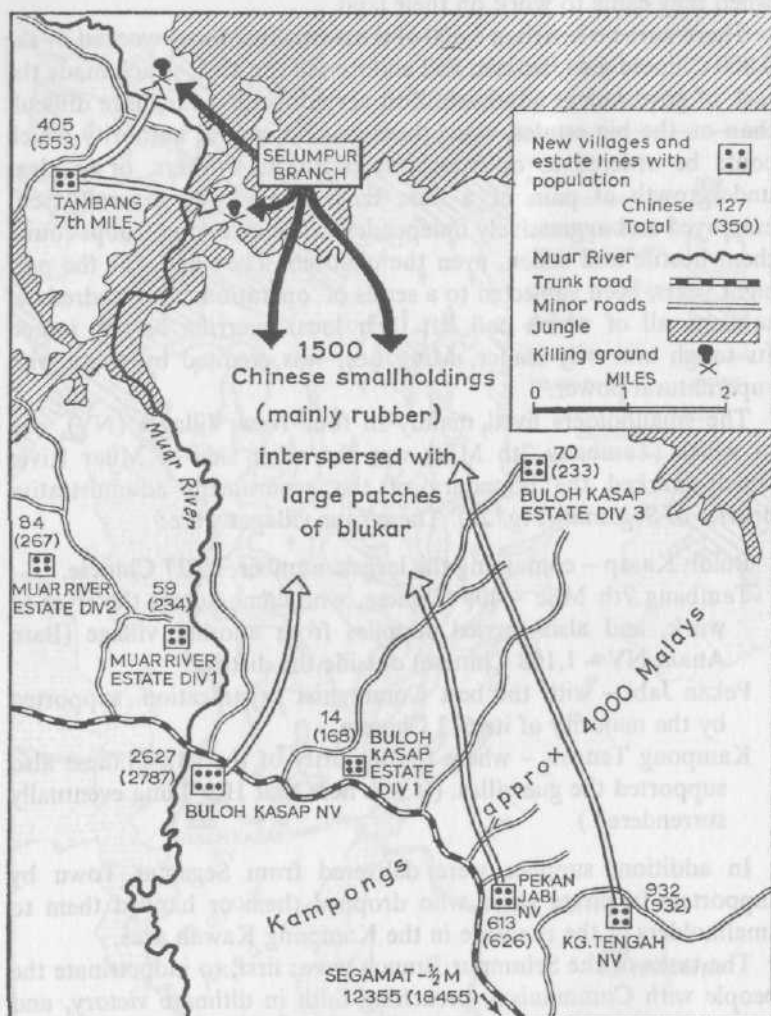 405
(553)
TAMBANG
7TH MILE
SELUMPUR
BRANCH
New villages and
estate lines with
population
Chinese 127
Total (350)
Muar River
Trunk road
Minor roads
Jungle
Killing ground
MILES
0 1 2
1500
Chinese smallholdings
(mainly rubber)
interspersed with
large patches
of blukar
Muar River
70
(233)
BULOH KASAP
ESTATE DIV 3
84
(267)
MUAR RIVER
ESTATE DIV 2
59
(234)
MUAR RIVER
ESTATE DIV 1
14
(168)
BULOH
KASAP
ESTATE
DIV 1
2627
(2787)
BULOH KASAP NV
Kampongs approx 4000 Malays
PEKAN
JABI
NV
613
(626)
932
(932)
KG. TENGAH
NV
SEGAMAT - ½ M
12355 (18455)